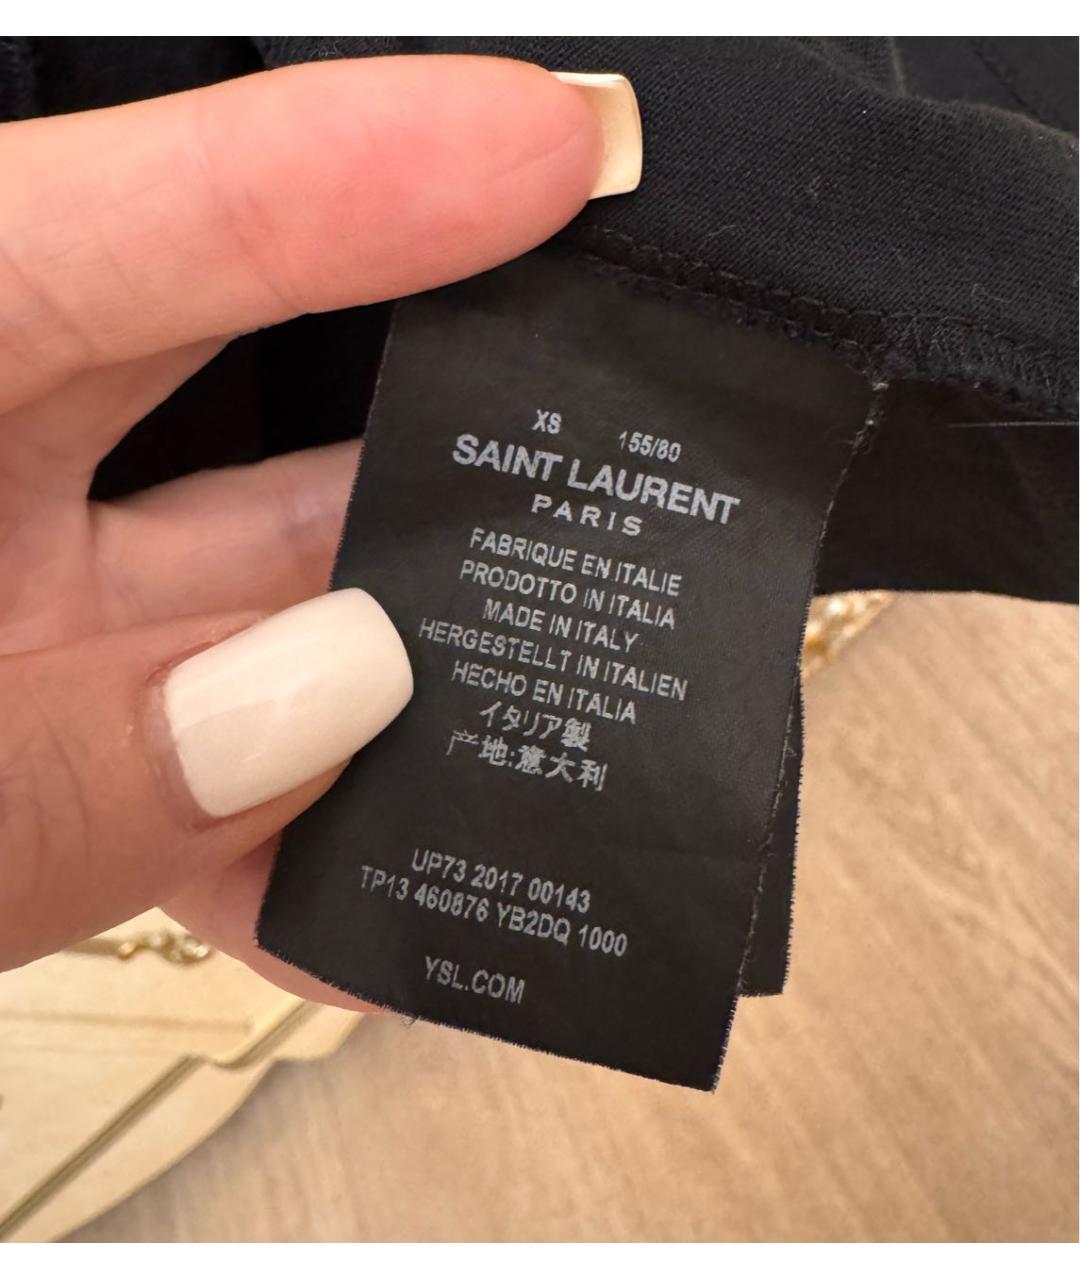 XS 155/80
SAINT LAURENT
PARIS
FABRIQUE EN ITALIE
PRODOTTO IN ITALIA
MADE IN ITALY
HERGESTELLT IN ITALIEN
HECHO EN ITALIA
イタリア製
产地:意大利
UP73 2017 00143
TP13 460876 YB2DQ 1000
YSL.COM